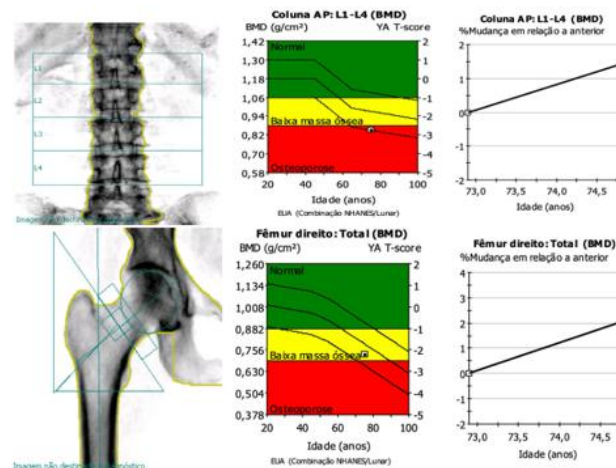 Coluna AP: L1-L4 (BMD)
BMD (g/cm²) YA T-score
1,42 2
Normal
1,30 1
1,18 0
1,06 -1
0,94 -2
Baixa massa óssea
0,82 -3
0,70 -4
Osteoporose
0,58 -5
20 40 60 80 100
Idade (anos)
EUA (Combinação NHANES/Lunar)
Coluna AP: L1-L4 (BMD)
%Mudança em relação a anterior
2
1
0
-1
-2
73,0 73,5 74,0 74,5
Idade (anos)
L1
L2
L3
L4
Fêmur direito: Total (BMD)
BMD (g/cm²) YA T-score
1,260 2
Normal
1,134 1
1,008 0
0,882 -1
0,756 -2
Baixa massa óssea
0,630 -3
0,504 -4
Osteoporose
0,378 -5
20 40 60 80 100
Idade (anos)
EUA (Combinação NHANES/Lunar)
Fêmur direito: Total (BMD)
%Mudança em relação a anterior
4
3
2
1
0
-1
-2
73,0 73,5 74,0 74,5
Idade (anos)
Imagem não